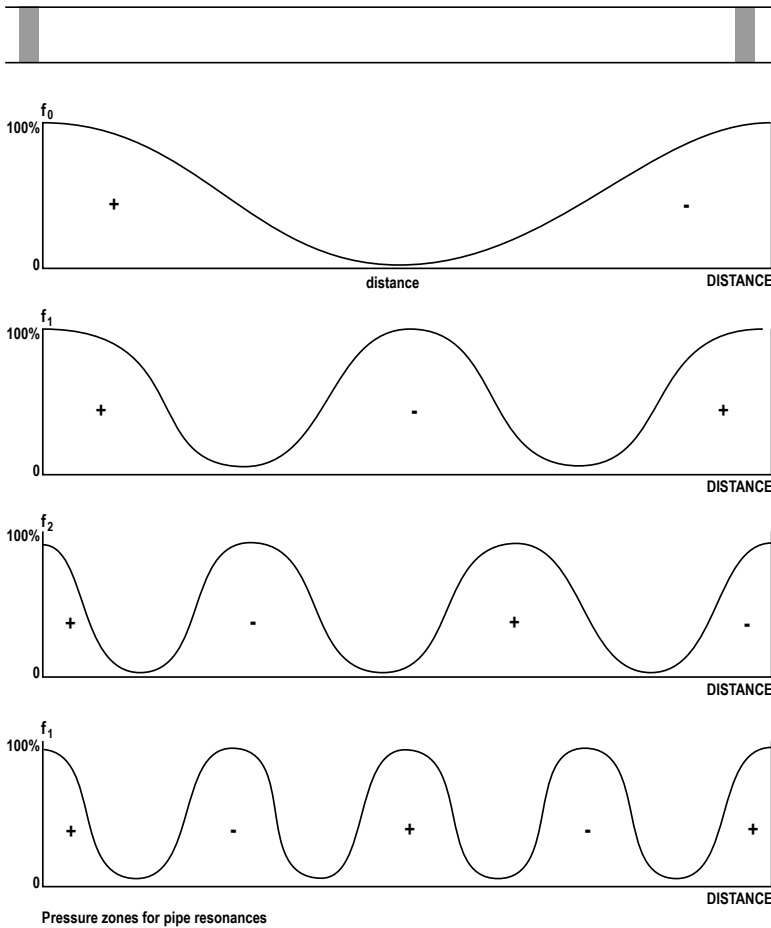 f0
100%
+ -
0
distance DISTANCE
f1
100%
+ - +
0
DISTANCE
f2
100%
+ - + -
0
DISTANCE
f1
100%
+ - + - +
0
DISTANCE
Pressure zones for pipe resonances